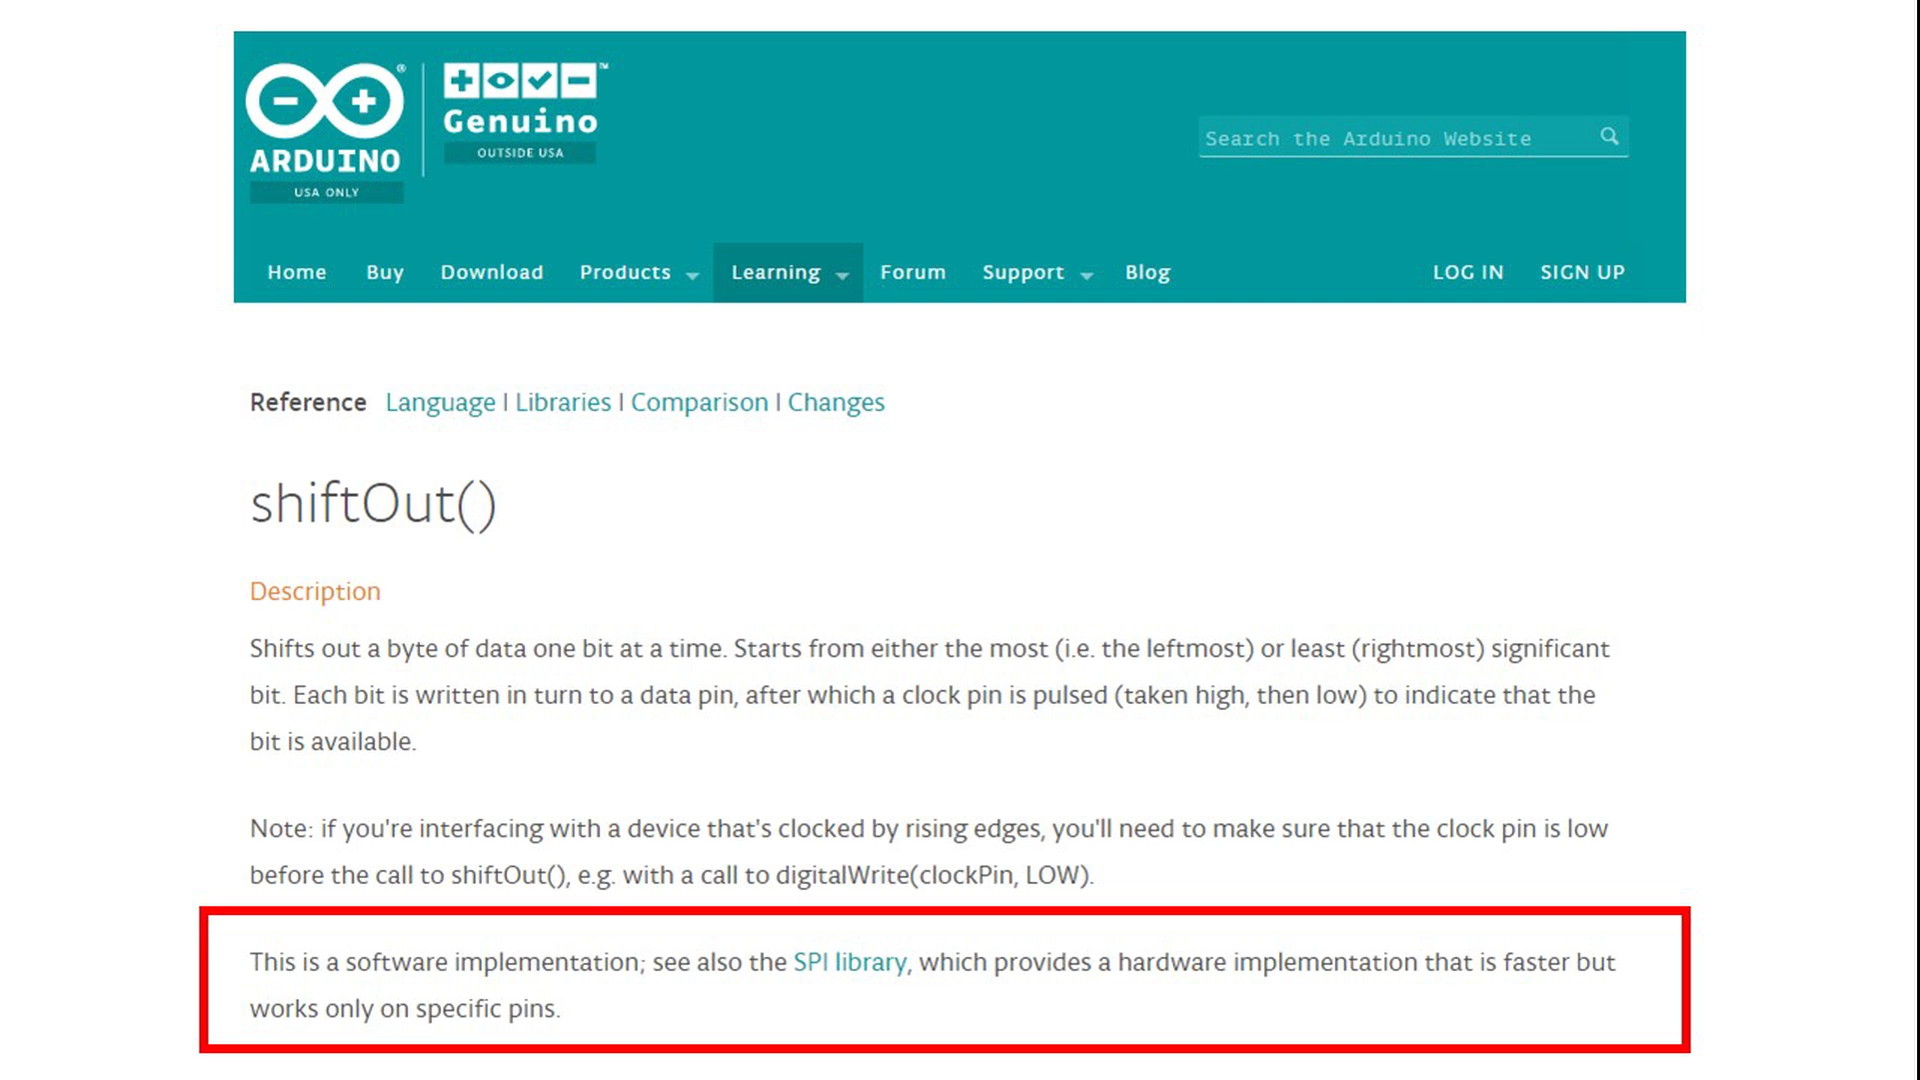 ARDUINO
USA ONLY
Genuino
OUTSIDE USA
Search the Arduino Website
Home Buy Download Products Learning Forum Support Blog LOG IN SIGN UP
Reference Language | Libraries | Comparison | Changes
shiftOut()
Description
Shifts out a byte of data one bit at a time. Starts from either the most (i.e. the leftmost) or least (rightmost) significant
bit. Each bit is written in turn to a data pin, after which a clock pin is pulsed (taken high, then low) to indicate that the
bit is available.
Note: if you're interfacing with a device that's clocked by rising edges, you'll need to make sure that the clock pin is low
before the call to shiftOut(), e.g. with a call to digitalWrite(clockPin, LOW).
This is a software implementation; see also the SPI library, which provides a hardware implementation that is faster but
works only on specific pins.